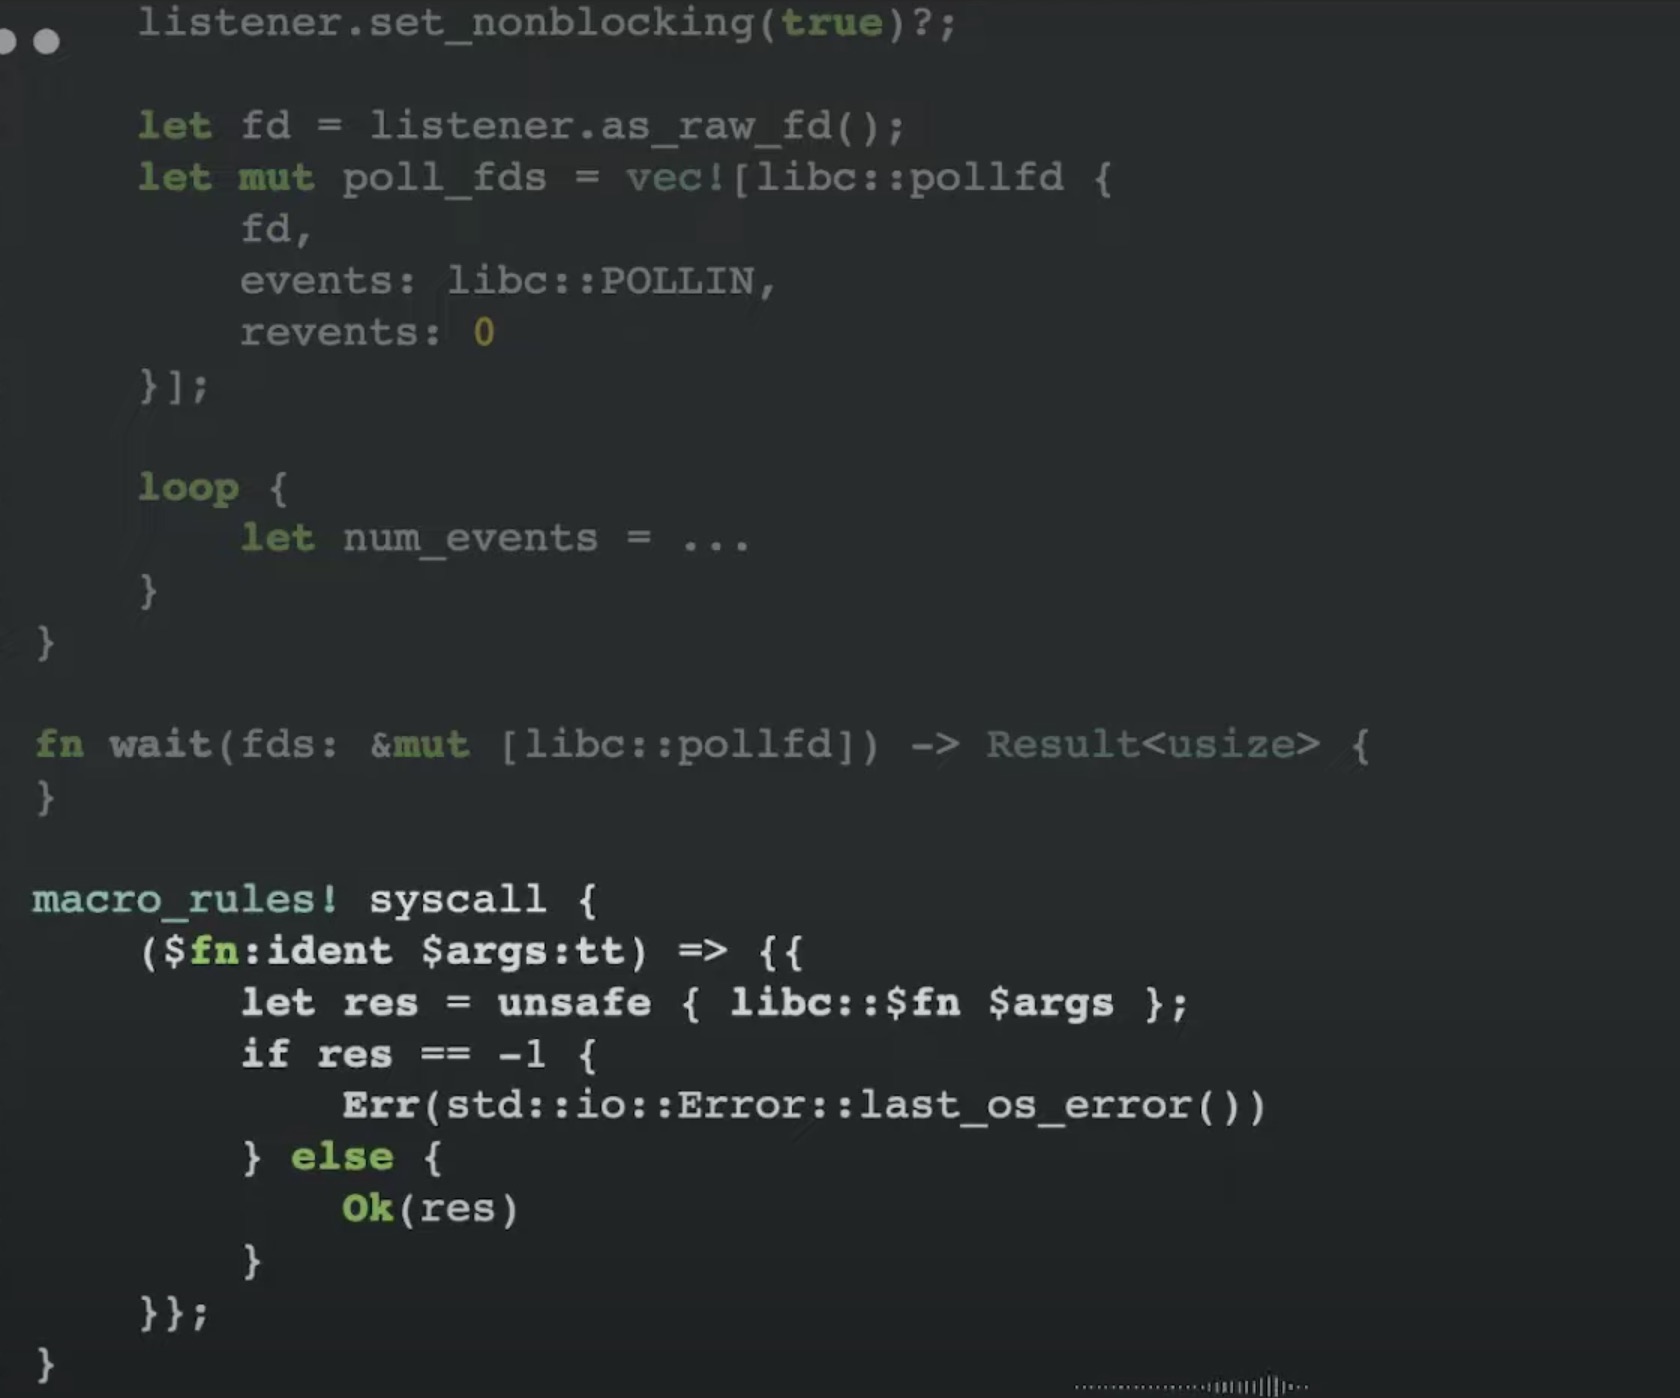 listener.set_nonblocking(true)?;
let fd = listener.as_raw_fd();
let mut poll_fds = vec![libc::pollfd {
fd,
events: libc::POLLIN,
revents: 0
}];
loop {
let num_events = ...
}
}
fn wait(fds: &mut [libc::pollfd]) -> Result<usize> {
}
macro_rules! syscall {
($fn:ident $args:tt) => {{
let res = unsafe { libc::$fn $args };
if res == -1 {
Err(std::io::Error::last_os_error())
} else {
Ok(res)
}
}};
}